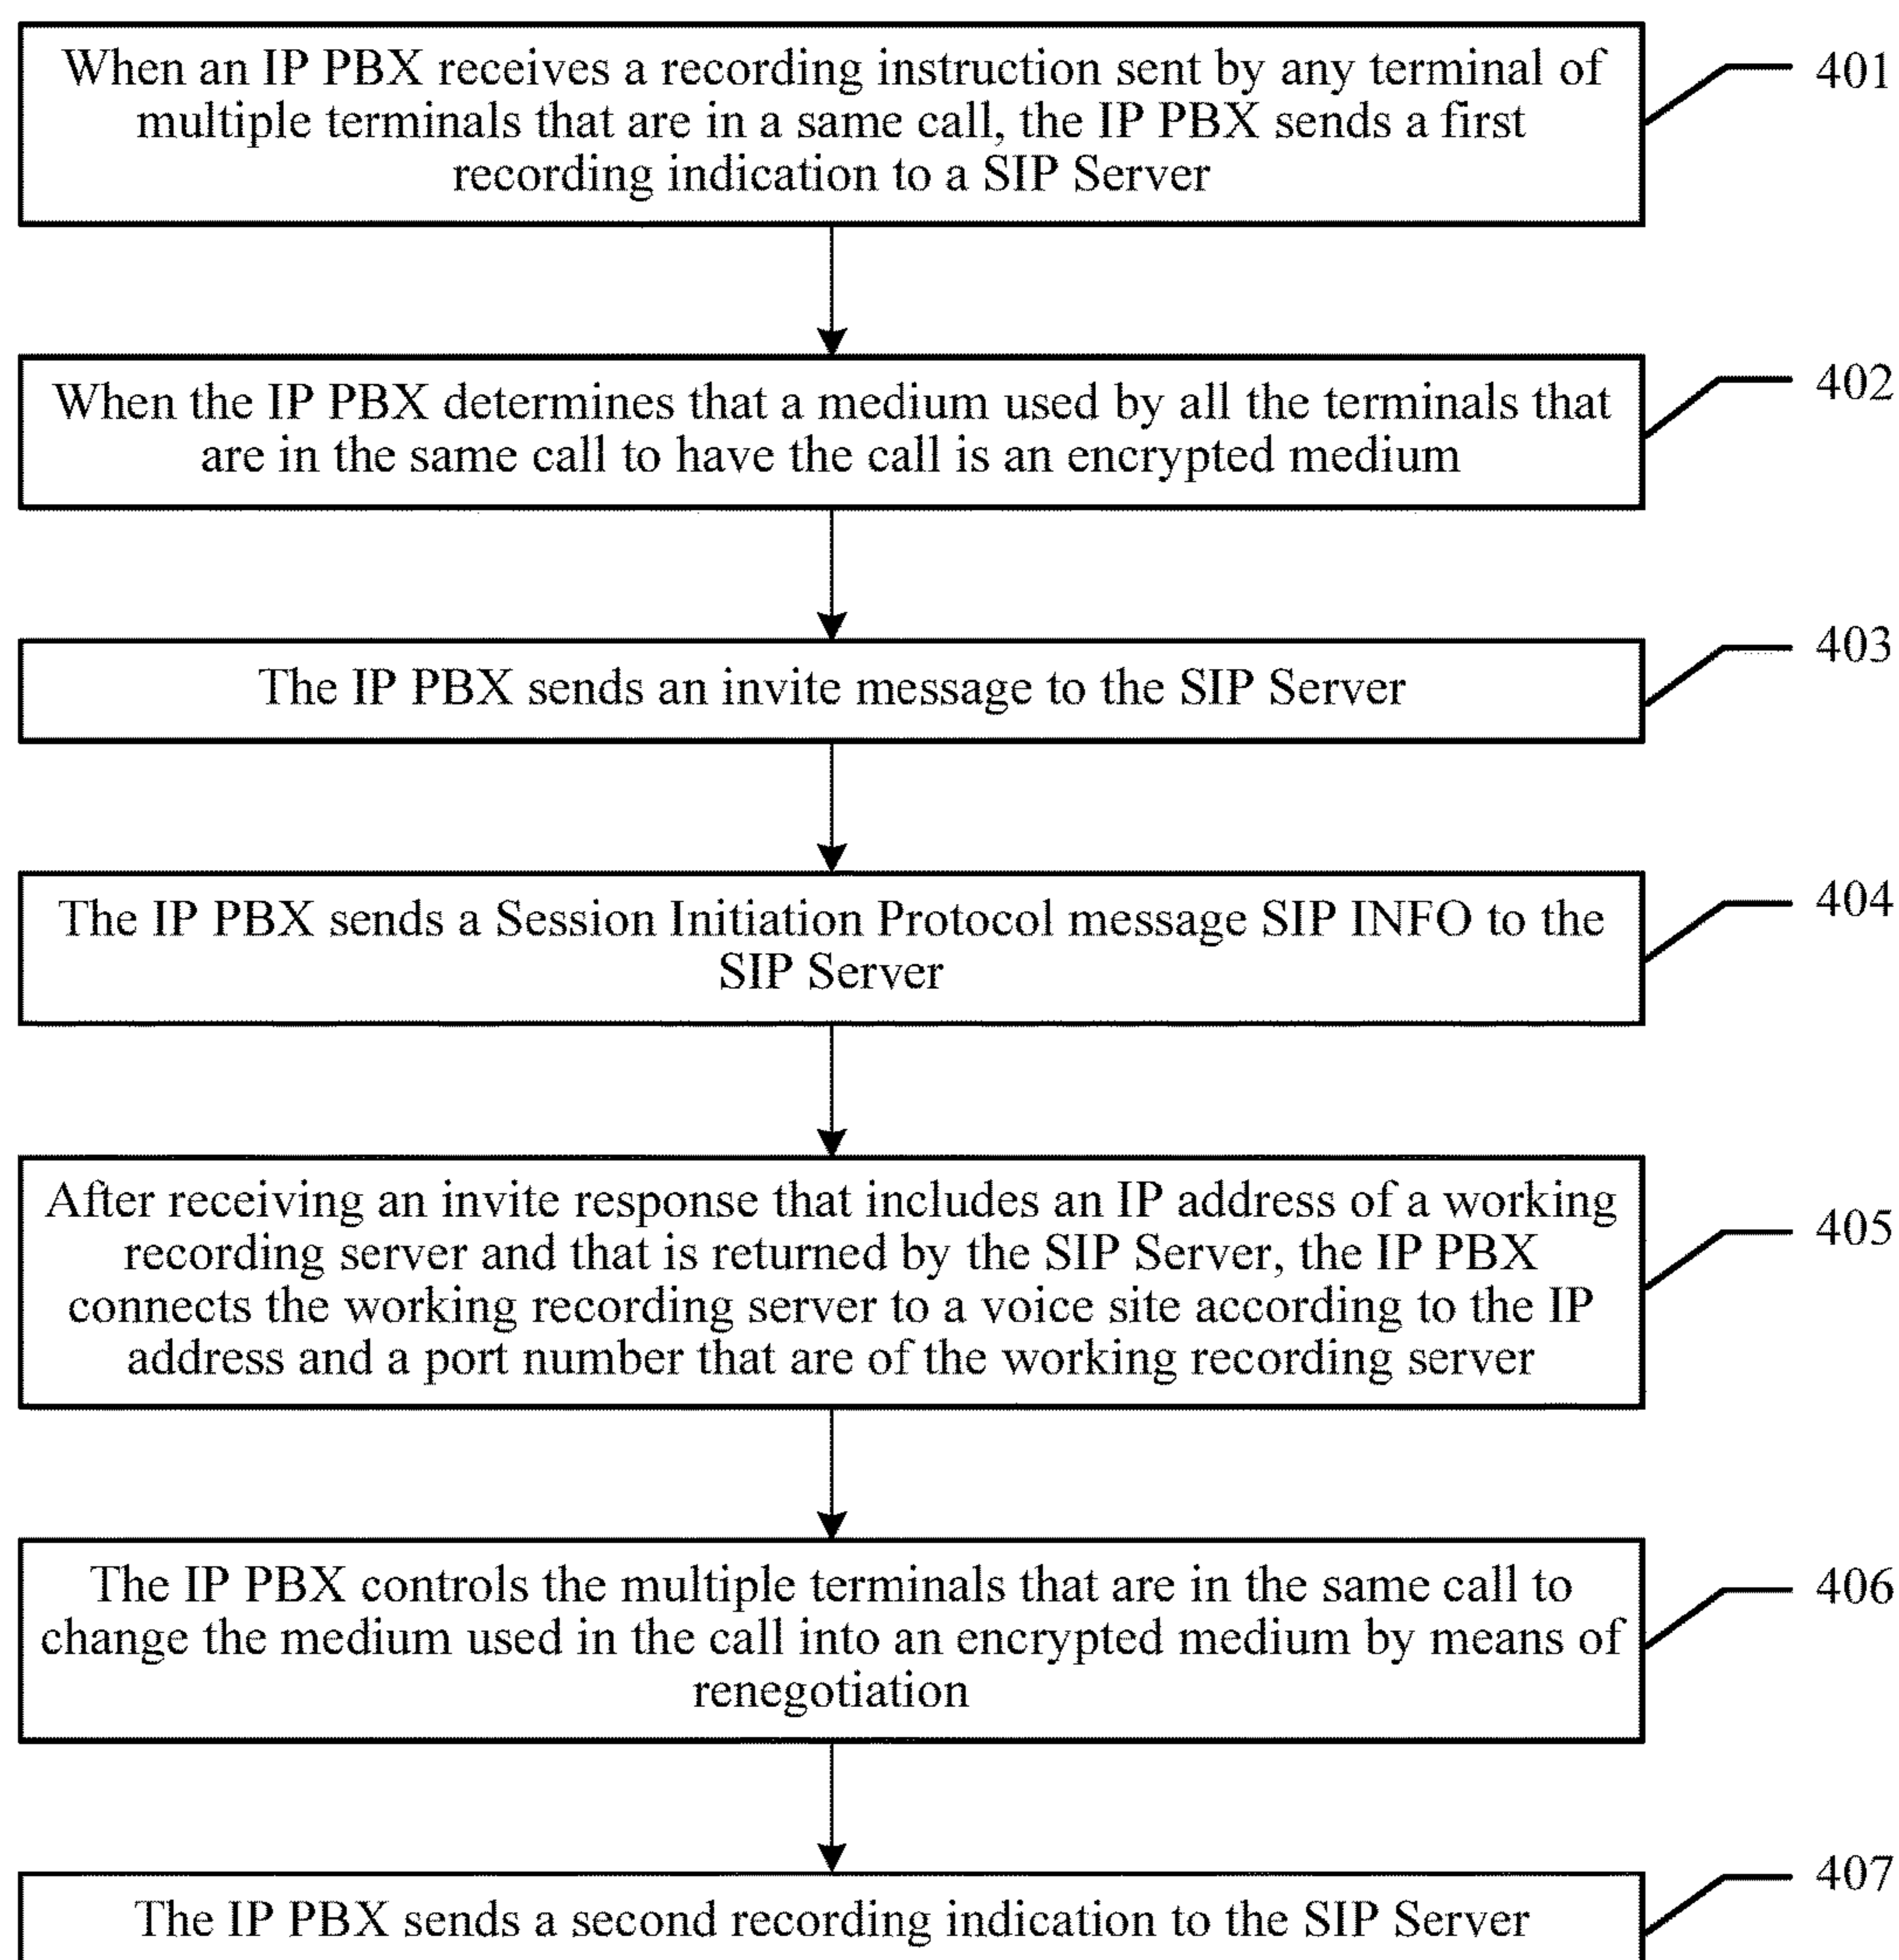 When an IP PBX receives a recording instruction sent by any terminal of
multiple terminals that are in a same call, the IP PBX sends a first
recording indication to a SIP Server
401
When the IP PBX determines that a medium used by all the terminals that
are in the same call to have the call is an encrypted medium
402
The IP PBX sends an invite message to the SIP Server
403
The IP PBX sends a Session Initiation Protocol message SIP INFO to the
SIP Server
404
After receiving an invite response that includes an IP address of a working
recording server and that is returned by the SIP Server, the IP PBX
connects the working recording server to a voice site according to the IP
address and a port number that are of the working recording server
405
The IP PBX controls the multiple terminals that are in the same call to
change the medium used in the call into an encrypted medium by means of
renegotiation
406
The IP PBX sends a second recording indication to the SIP Server
407